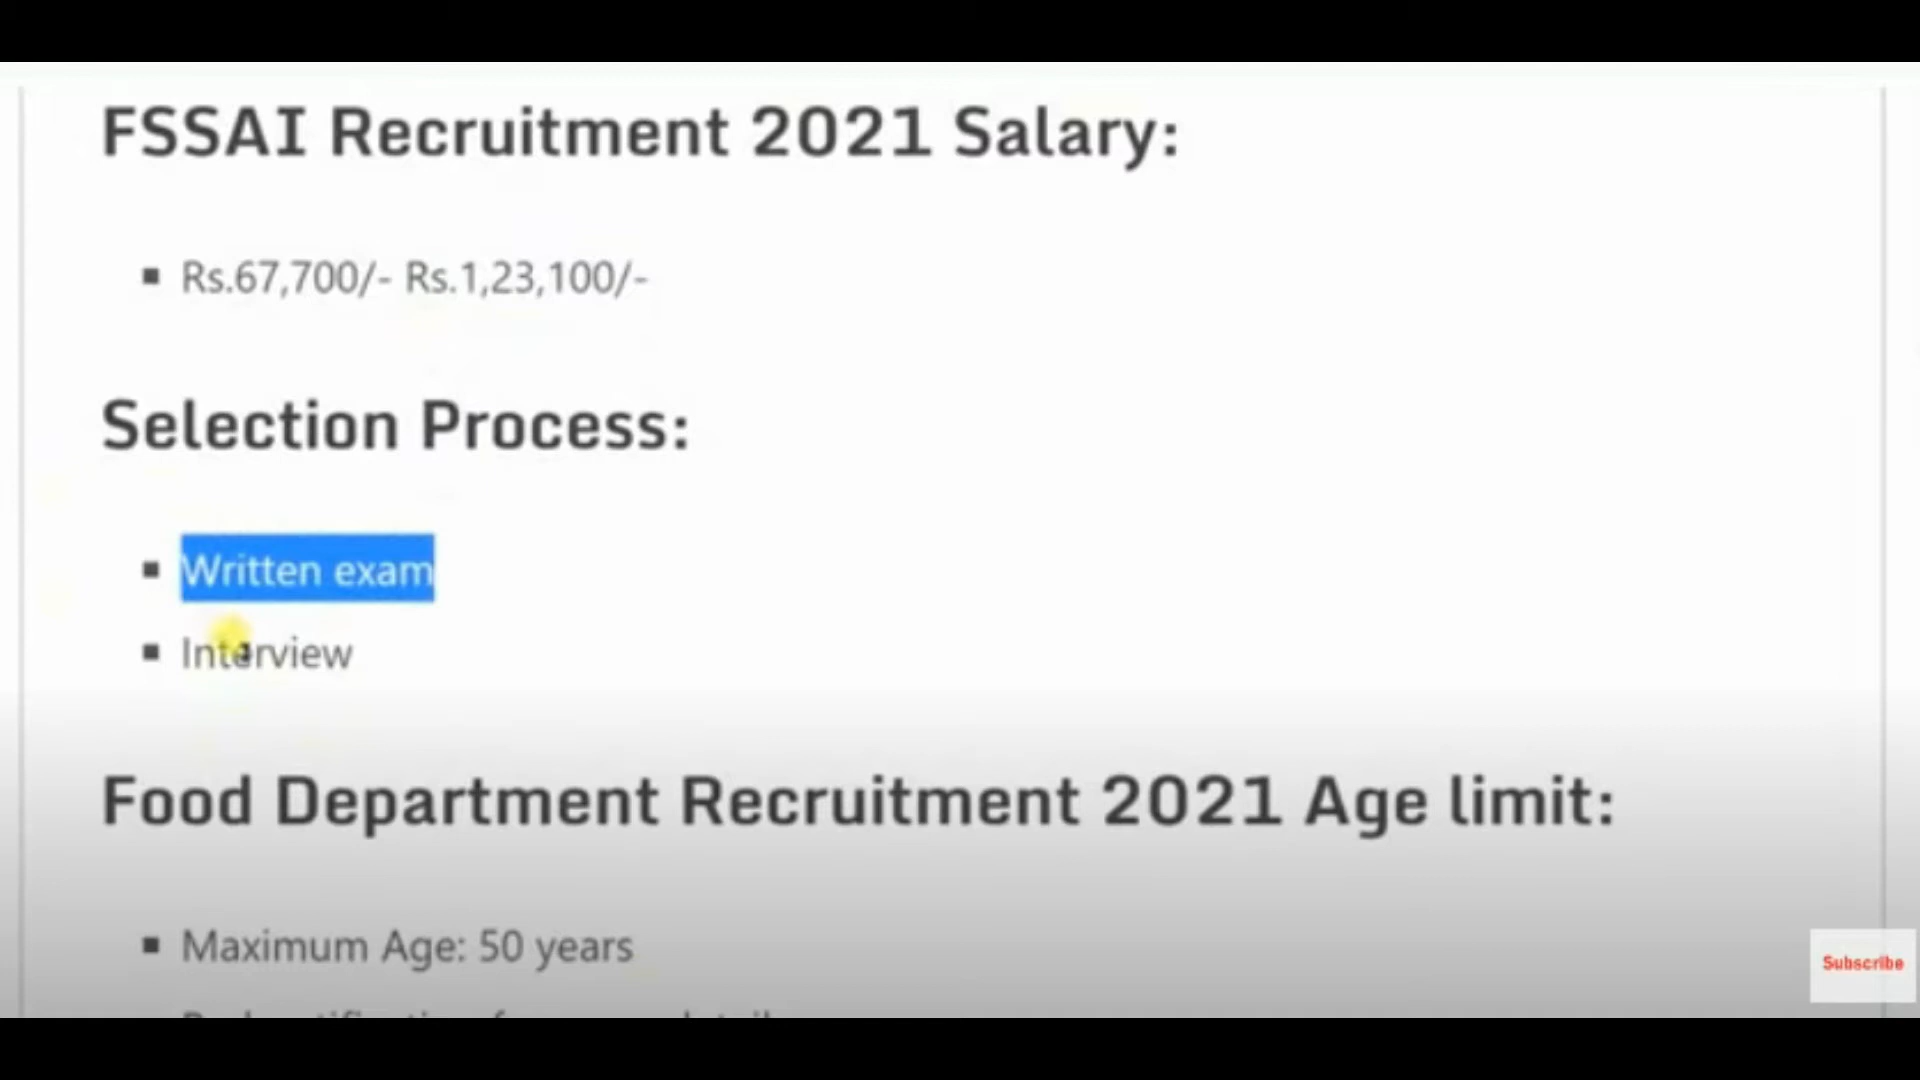 FSSAI Recruitment 2021 Salary:
Rs.67,700/- Rs.1,23,100/-
Selection Process:
Written exam
Interview
Food Department Recruitment 2021 Age limit:
Maximum Age: 50 years
Subscribe